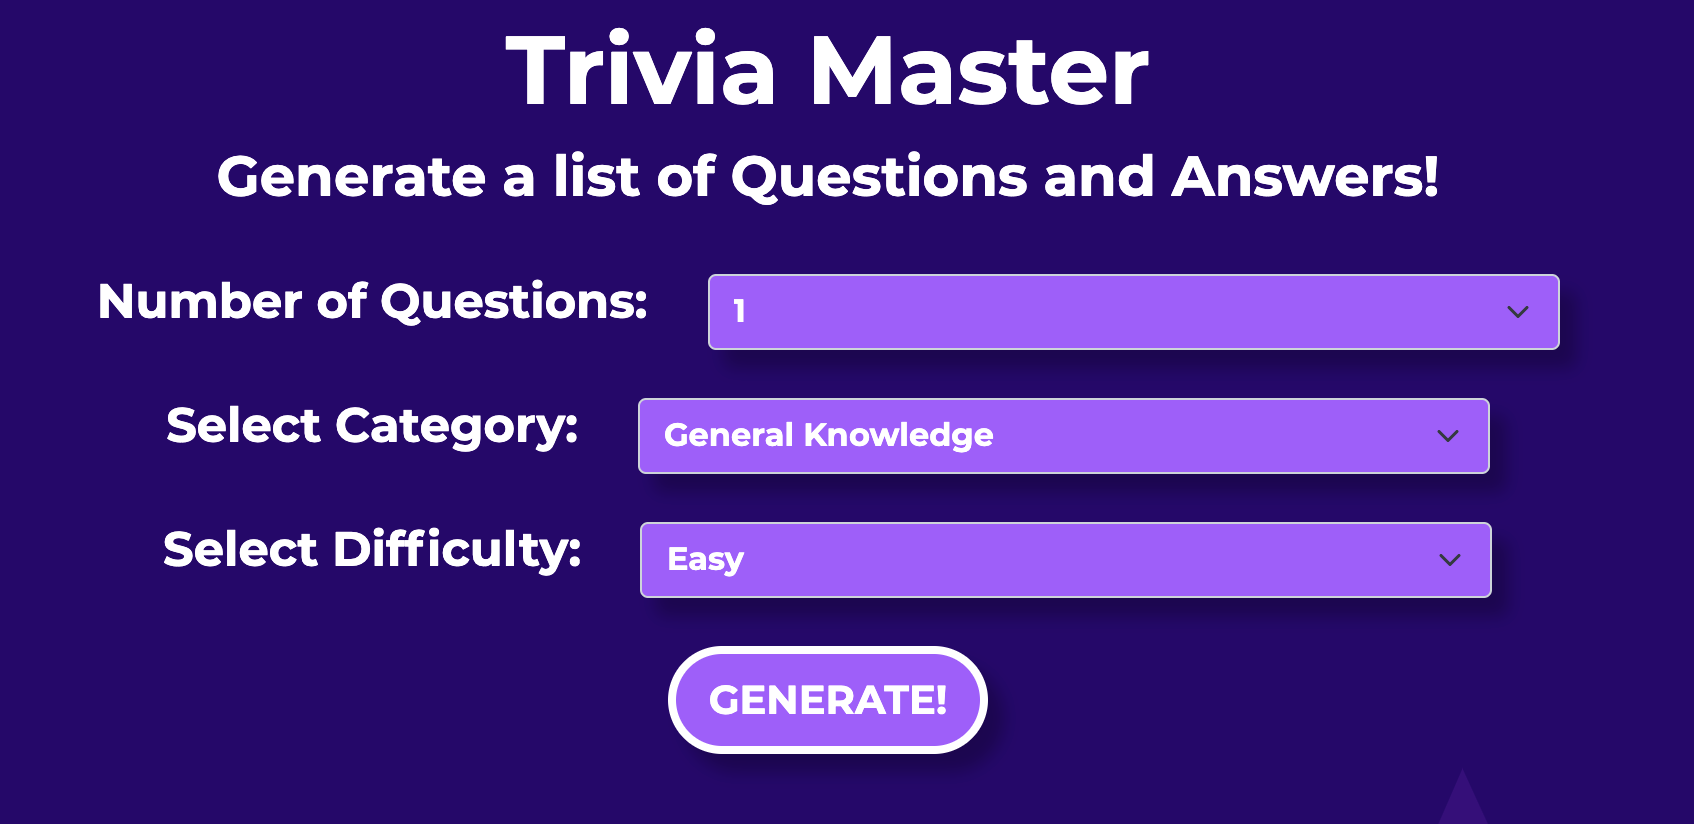 Trivia Master
Generate a list of Questions and Answers!
Number of Questions: 1
Select Category: General Knowledge
Select Difficulty: Easy
GENERATE!